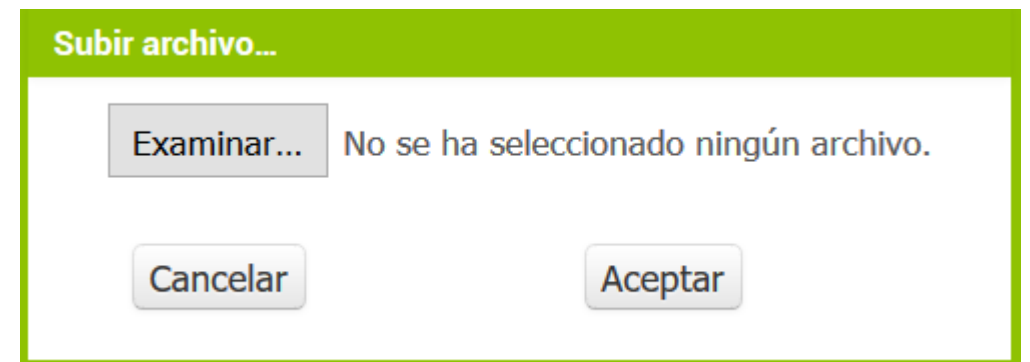 Subir archivo...
Examinar... No se ha seleccionado ningún archivo.
Cancelar Aceptar